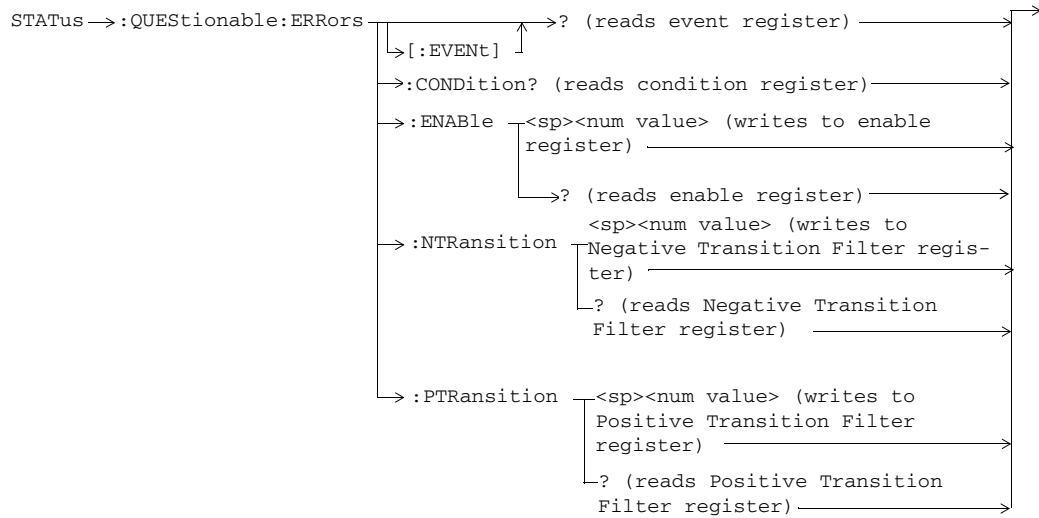 STATus :QUEStionable:ERRors ? (reads event register)
[:EVENt]
:CONDition? (reads condition register)
:ENABle <sp><num value> (writes to enable
register)
? (reads enable register)
<sp><num value> (writes to
:NTRansition Negative Transition Filter regis-
ter)
? (reads Negative Transition
Filter register)
:PTRansition <sp><num value> (writes to
Positive Transition Filter
register)
? (reads Positive Transition
Filter register)